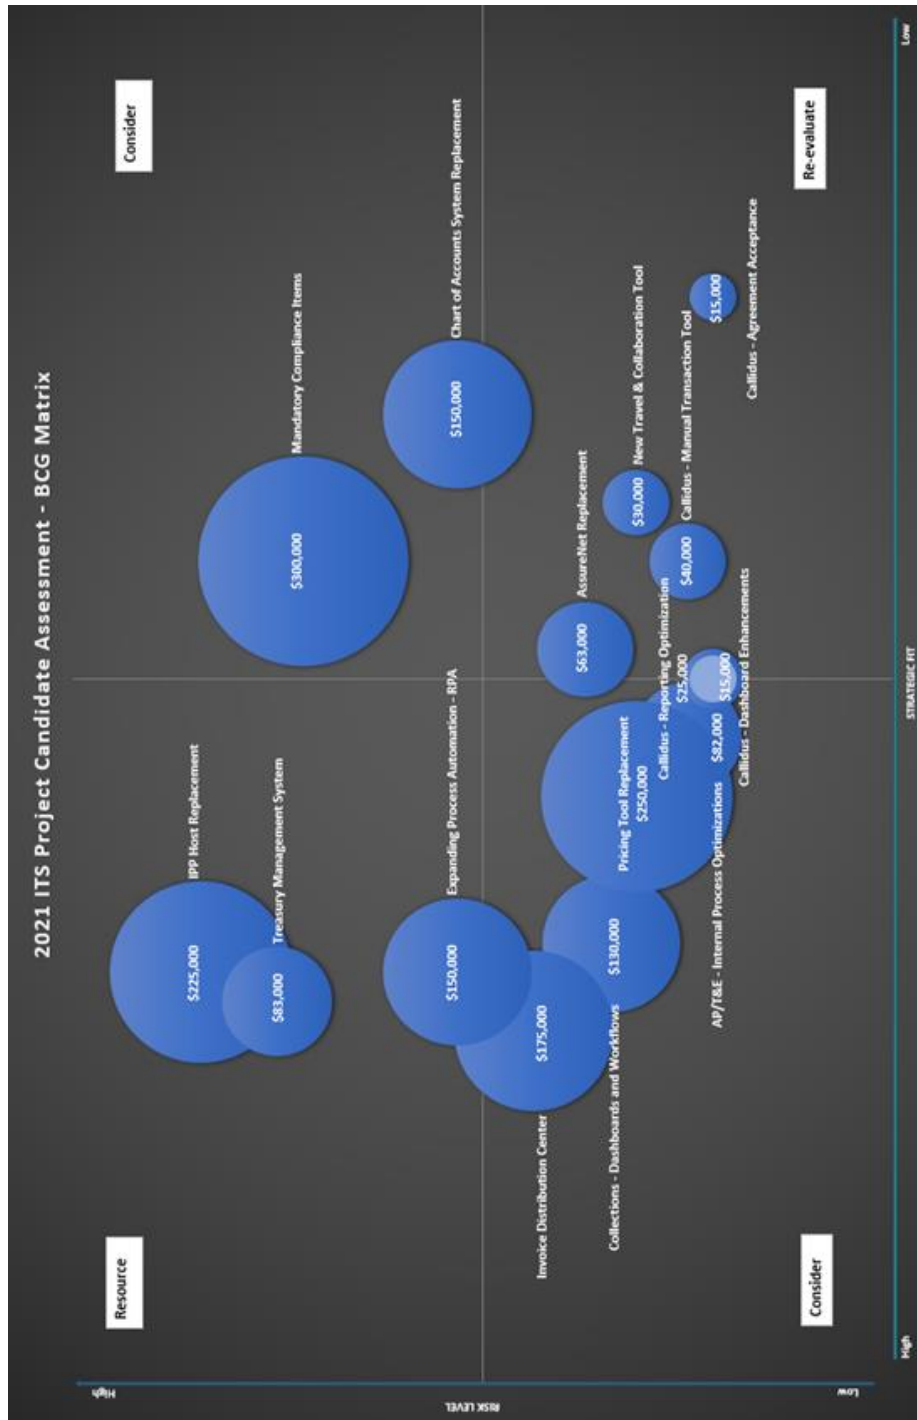 2021 ITS Project Candidate Assessment - BCG Matrix
Resource
Consider
IPP Host Replacement
$225,000
Treasury Management System
$83,000
Mandatory Compliance Items
$300,000
Expanding Process Automation - RPA
$150,000
Chart of Accounts System Replacement
$150,000
Invoice Distribution Center
$175,000
AssureNet Replacement
$63,000
Collections - Dashboards and Workflows
$130,000
Pricing Tool Replacement
$250,000
New Travel & Collaboration Tool
$30,000
Callidus - Reporting Optimization
$25,000
Callidus - Manual Transaction Tool
$40,000
AP/T&E - Internal Process Optimizations
$82,000
$15,000
Callidus - Dashboard Enhancements
$15,000
Callidus - Agreement Acceptance
Consider
Re-evaluate
High
RISK LEVEL
Low
High
STRATEGIC FIT
Low